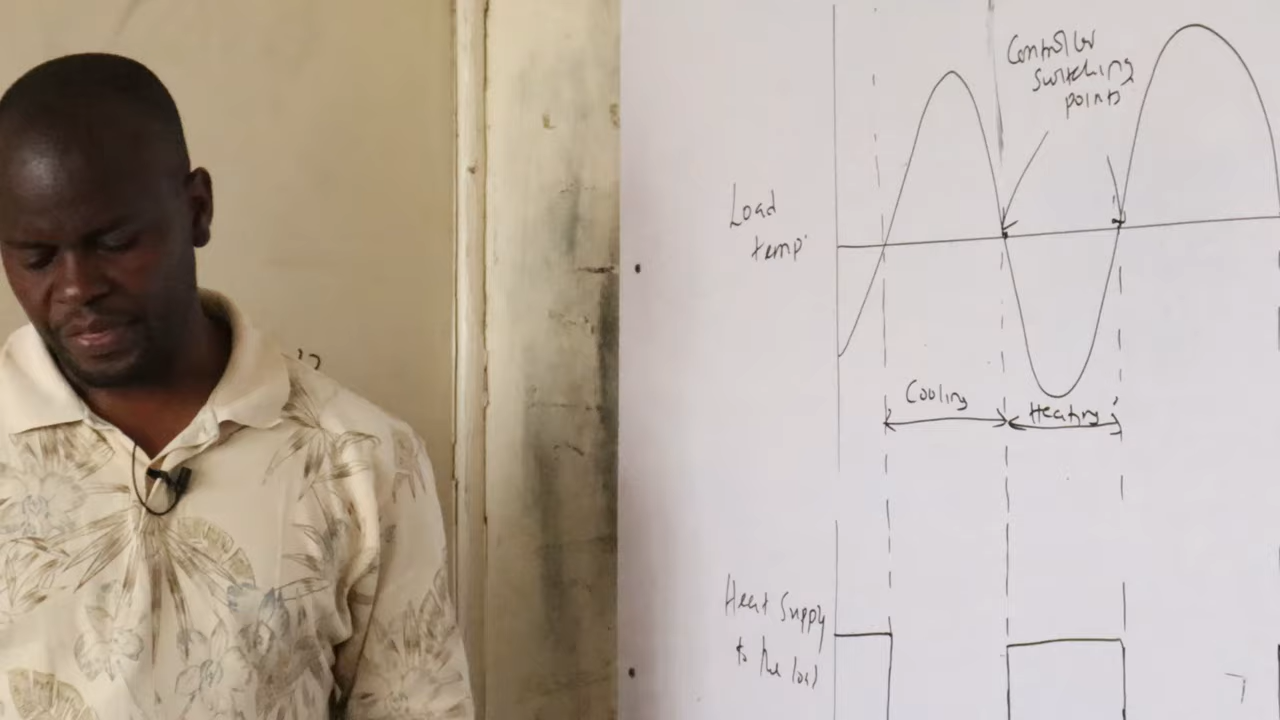 Controller
switching
points
Load
temp.
Cooling
Heating
Heat supply
to the load